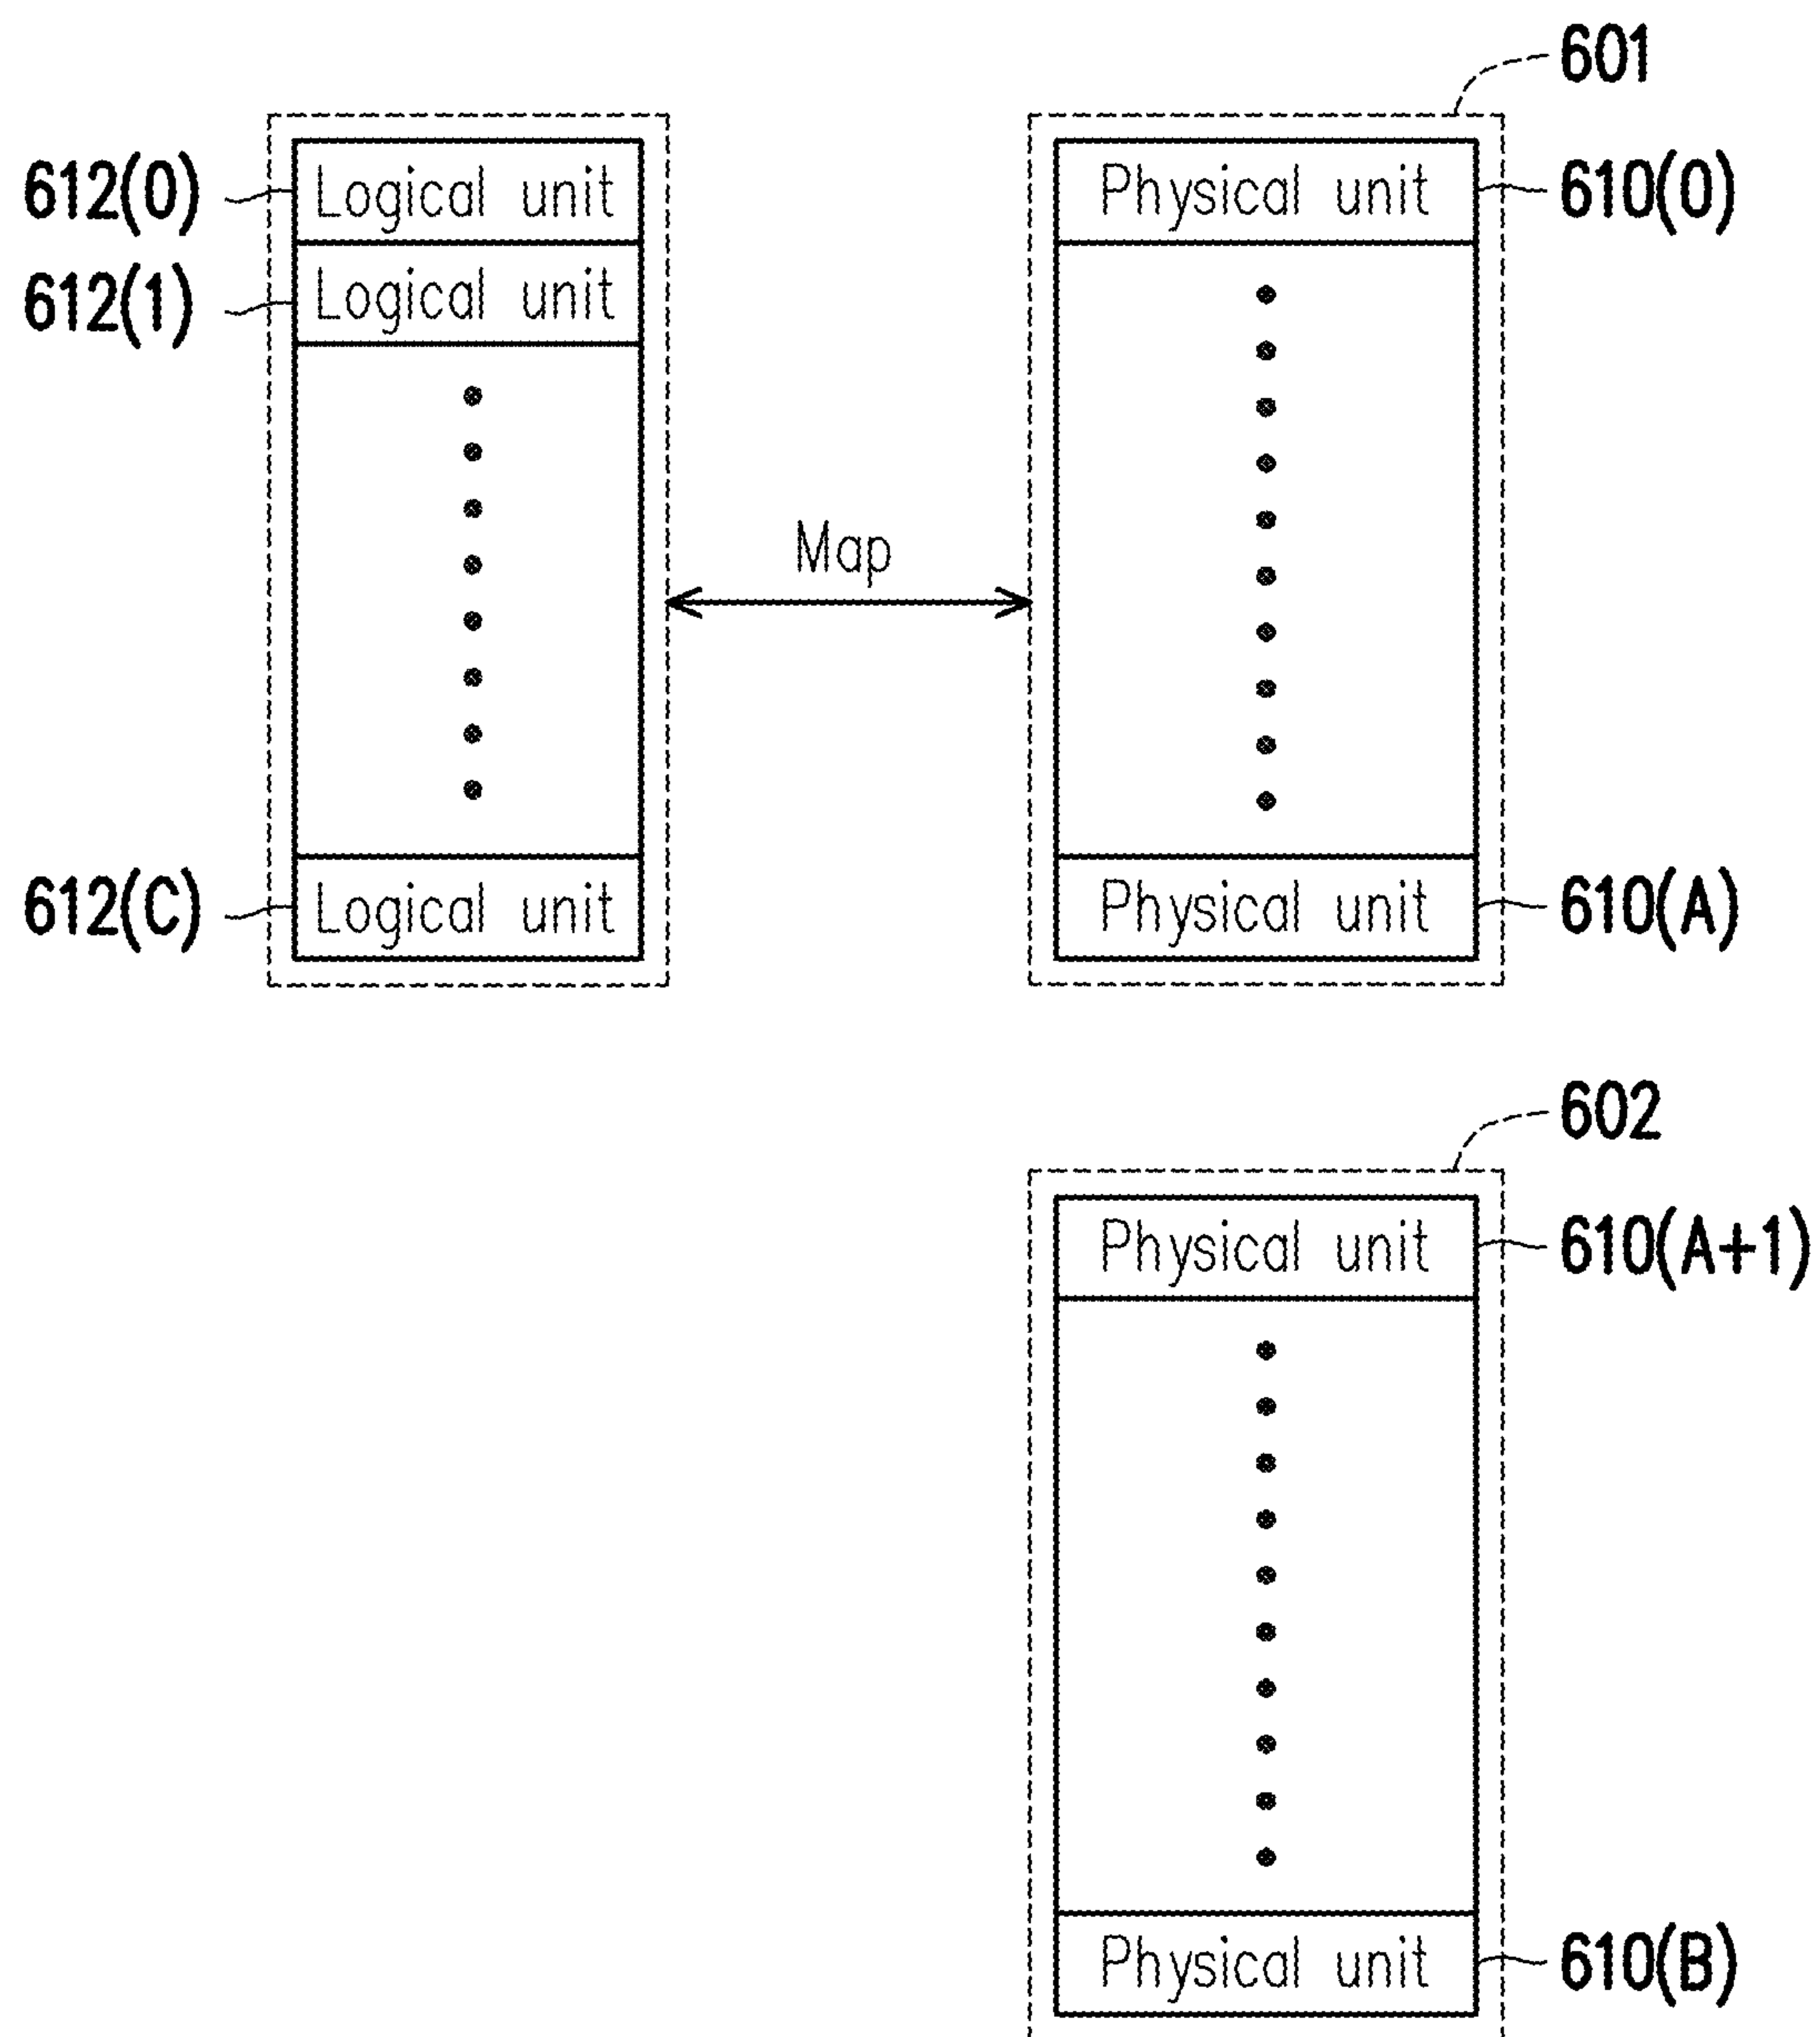 601
612(0) Logical unit Physical unit 610(0)
612(1) Logical unit
Map
612(C) Logical unit Physical unit 610(A)
602
Physical unit 610(A+1)
Physical unit 610(B)